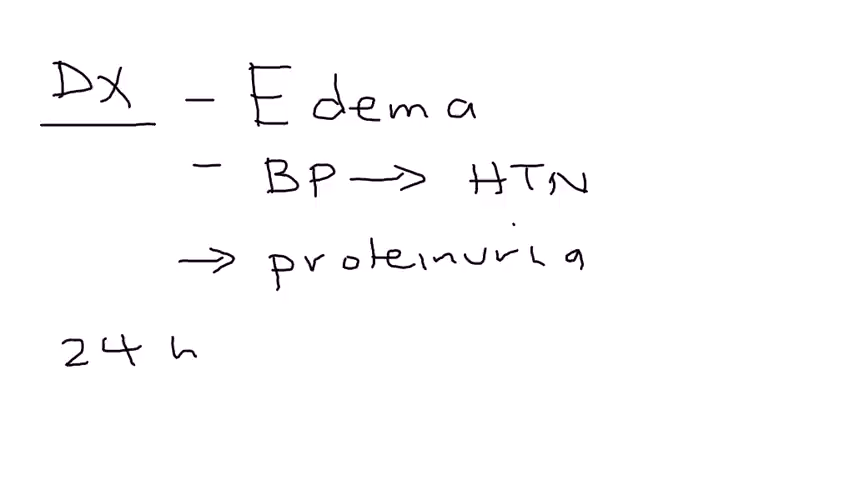 Dx - Edema
- BP → HTN
→ proteinuria
24 h